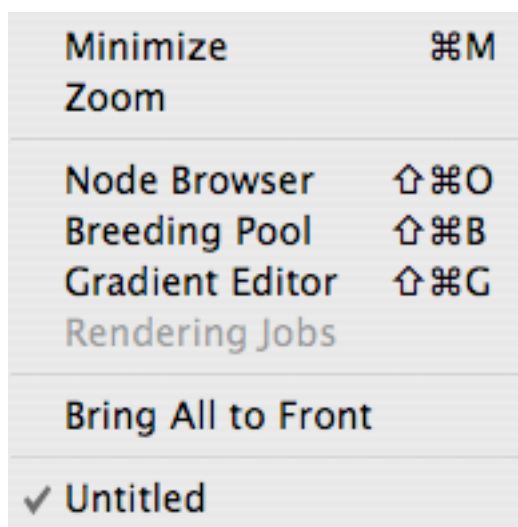 Minimize ⌘M
Zoom
Node Browser ⇧⌘O
Breeding Pool ⇧⌘B
Gradient Editor ⇧⌘G
Rendering Jobs
Bring All to Front
✓ Untitled